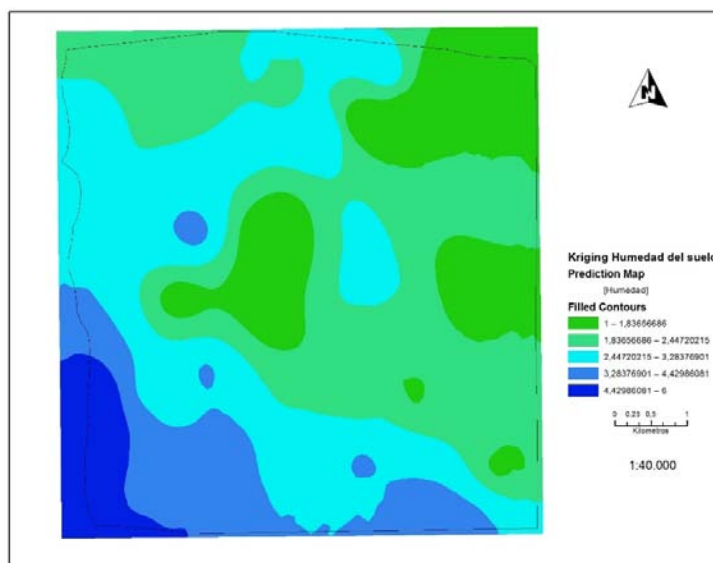 N
Kriging Humedad del suelo
Prediction Map
[Humedad]
Filled Contours
1 – 1,83656686
1,83656686 – 2,44720215
2,44720215 – 3,28376901
3,28376901 – 4,42986081
4,42986081 – 6
0 0,25 0,5 1
Kilometros
1:40.000